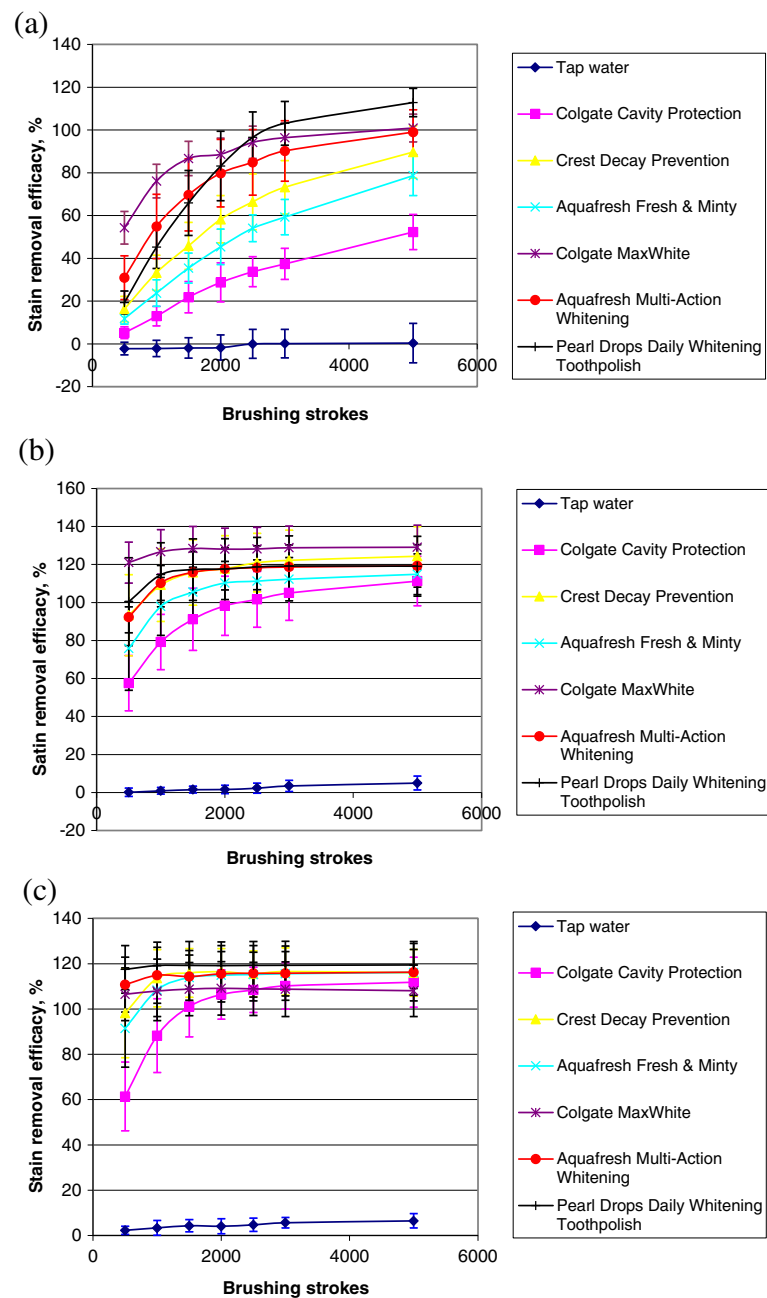 (a)
140
120
100
80
60
40
20
0
-20
0
2000
4000
6000
Stain removal efficacy, %
Brushing strokes
Tap water
Colgate Cavity Protection
Crest Decay Prevention
Aquafresh Fresh & Minty
Colgate MaxWhite
Aquafresh Multi-Action
Whitening
Pearl Drops Daily Whitening
Toothpolish
(b)
160
140
120
100
80
60
40
20
0
-20
0
2000
4000
6000
Satin removal efficacy, %
Brushing strokes
Tap water
Colgate Cavity Protection
Crest Decay Prevention
Aquafresh Fresh & Minty
Colgate MaxWhite
Aquafresh Multi-Action
Whitening
Pearl Drops Daily Whitening
Toothpolish
(c)
140
120
100
80
60
40
20
0
0
2000
4000
6000
Stain removal efficacy, %
Brushing strokes
Tap water
Colgate Cavity Protection
Crest Decay Prevention
Aquafresh Fresh & Minty
Colgate MaxWhite
Aquafresh Multi-Action
Whitening
Pearl Drops Daily Whitening
Toothpolish